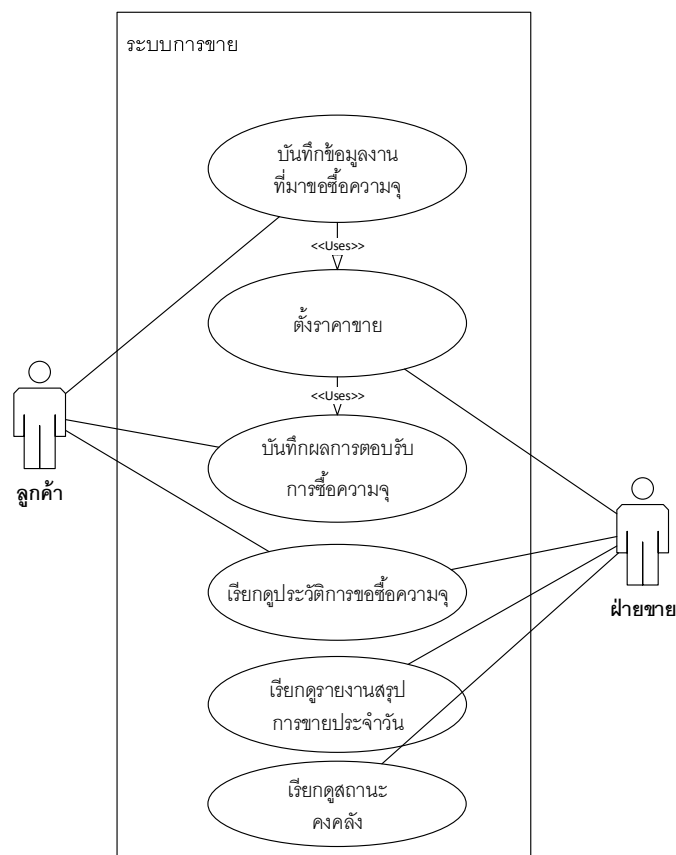 ระบบการขาย
บันทึกข้อมูลงาน
ที่มาขอซื้อความจุ
<<Uses>>
ตั้งราคาขาย
<<Uses>>
บันทึกผลการตอบรับ
การซื้อความจุ
ลูกค้า
เรียกดูประวัติการขอซื้อความจุ
ฝ่ายขาย
เรียกดูรายงานสรุป
การขายประจำวัน
เรียกดูสถานะ
คงคลัง